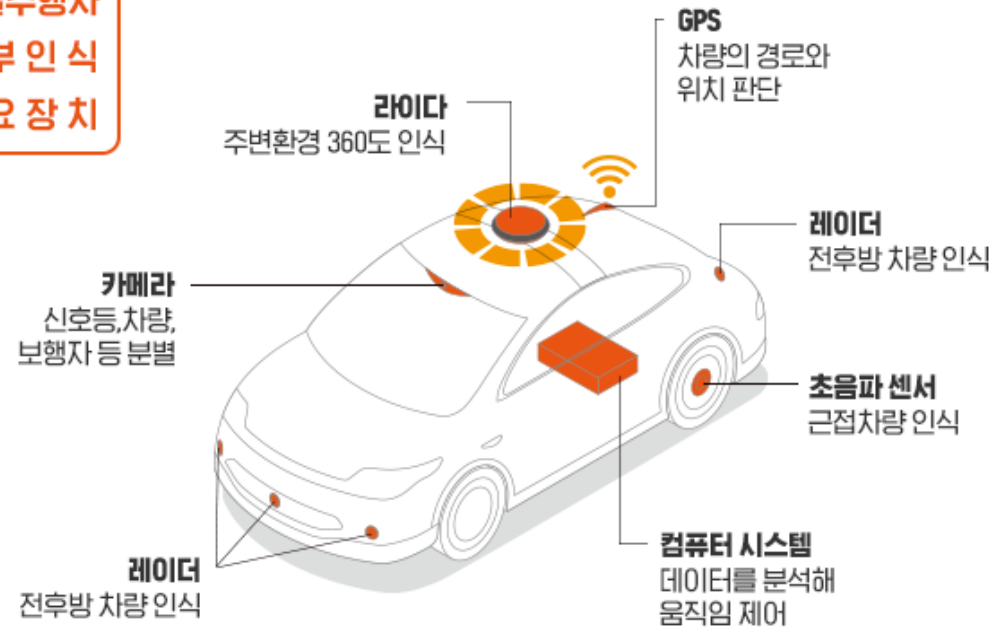 부 인 식
요 장 치
GPS
차량의 경로와
위치 판단
라이다
주변환경 360도 인식
레이더
전후방 차량 인식
카메라
신호등,차량,
보행자 등 분별
초음파 센서
근접차량 인식
컴퓨터 시스템
데이터를 분석해
움직임 제어
레이더
전후방 차량 인식